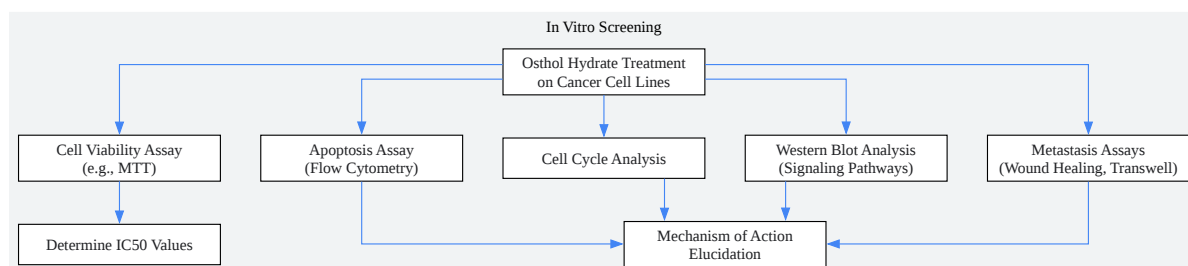 In Vitro Screening
Osthol Hydrate Treatment
on Cancer Cell Lines
Cell Viability Assay
(e.g., MTT)
Apoptosis Assay
(Flow Cytometry)
Cell Cycle Analysis
Western Blot Analysis
(Signaling Pathways)
Metastasis Assays
(Wound Healing, Transwell)
Determine IC50 Values
Mechanism of Action
Elucidation